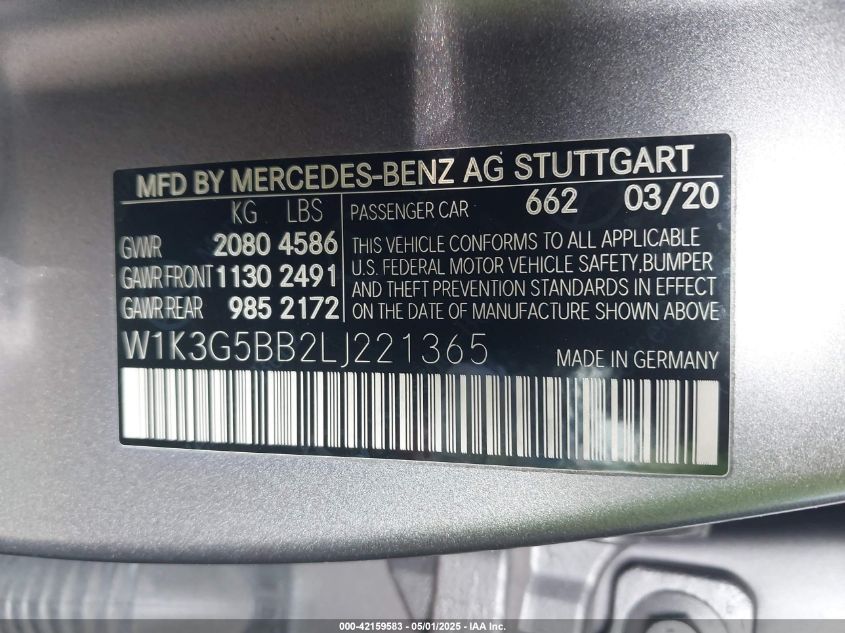 MFD BY MERCEDES-BENZ AG STUTTGART
KG LBS
PASSENGER CAR 662 03/20
GVWR 2080 4586
GAWR FRONT 1130 2491
GAWR REAR 985 2172
THIS VEHICLE CONFORMS TO ALL APPLICABLE
U.S. FEDERAL MOTOR VEHICLE SAFETY, BUMPER
AND THEFT PREVENTION STANDARDS IN EFFECT
ON THE DATE OF MANUFACTURE SHOWN ABOVE
W1K3G5BB2LJ221365
MADE IN GERMANY
000-42159583 - 05/01/2025 - IAA Inc.